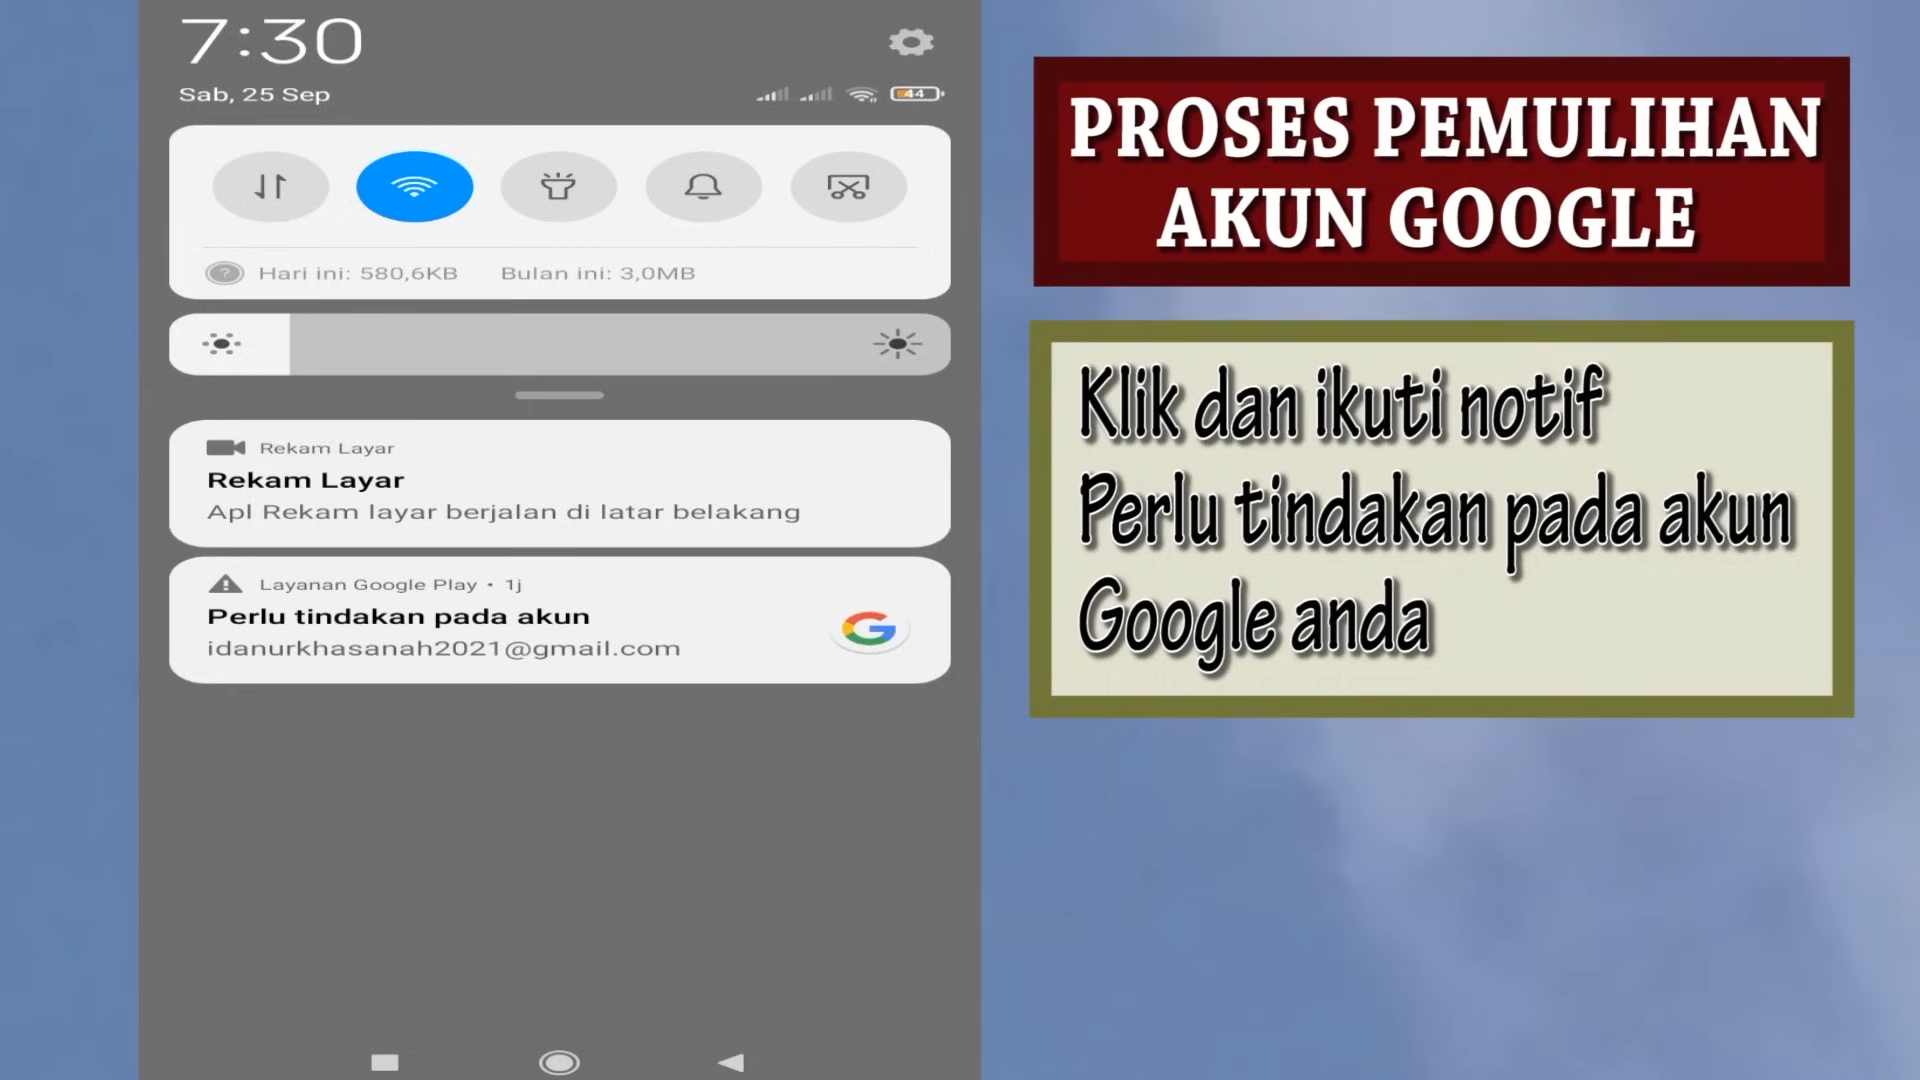 7:30
Sab, 25 Sep
44
Hari ini: 580,6KB Bulan ini: 3,0MB
Rekam Layar
Rekam Layar
Apl Rekam layar berjalan di latar belakang
Layanan Google Play • 1j
Perlu tindakan pada akun
idanurkhasanah2021@gmail.com
PROSES PEMULIHAN
AKUN GOOGLE
Klik dan ikuti notif
Perlu tindakan pada akun
Google anda